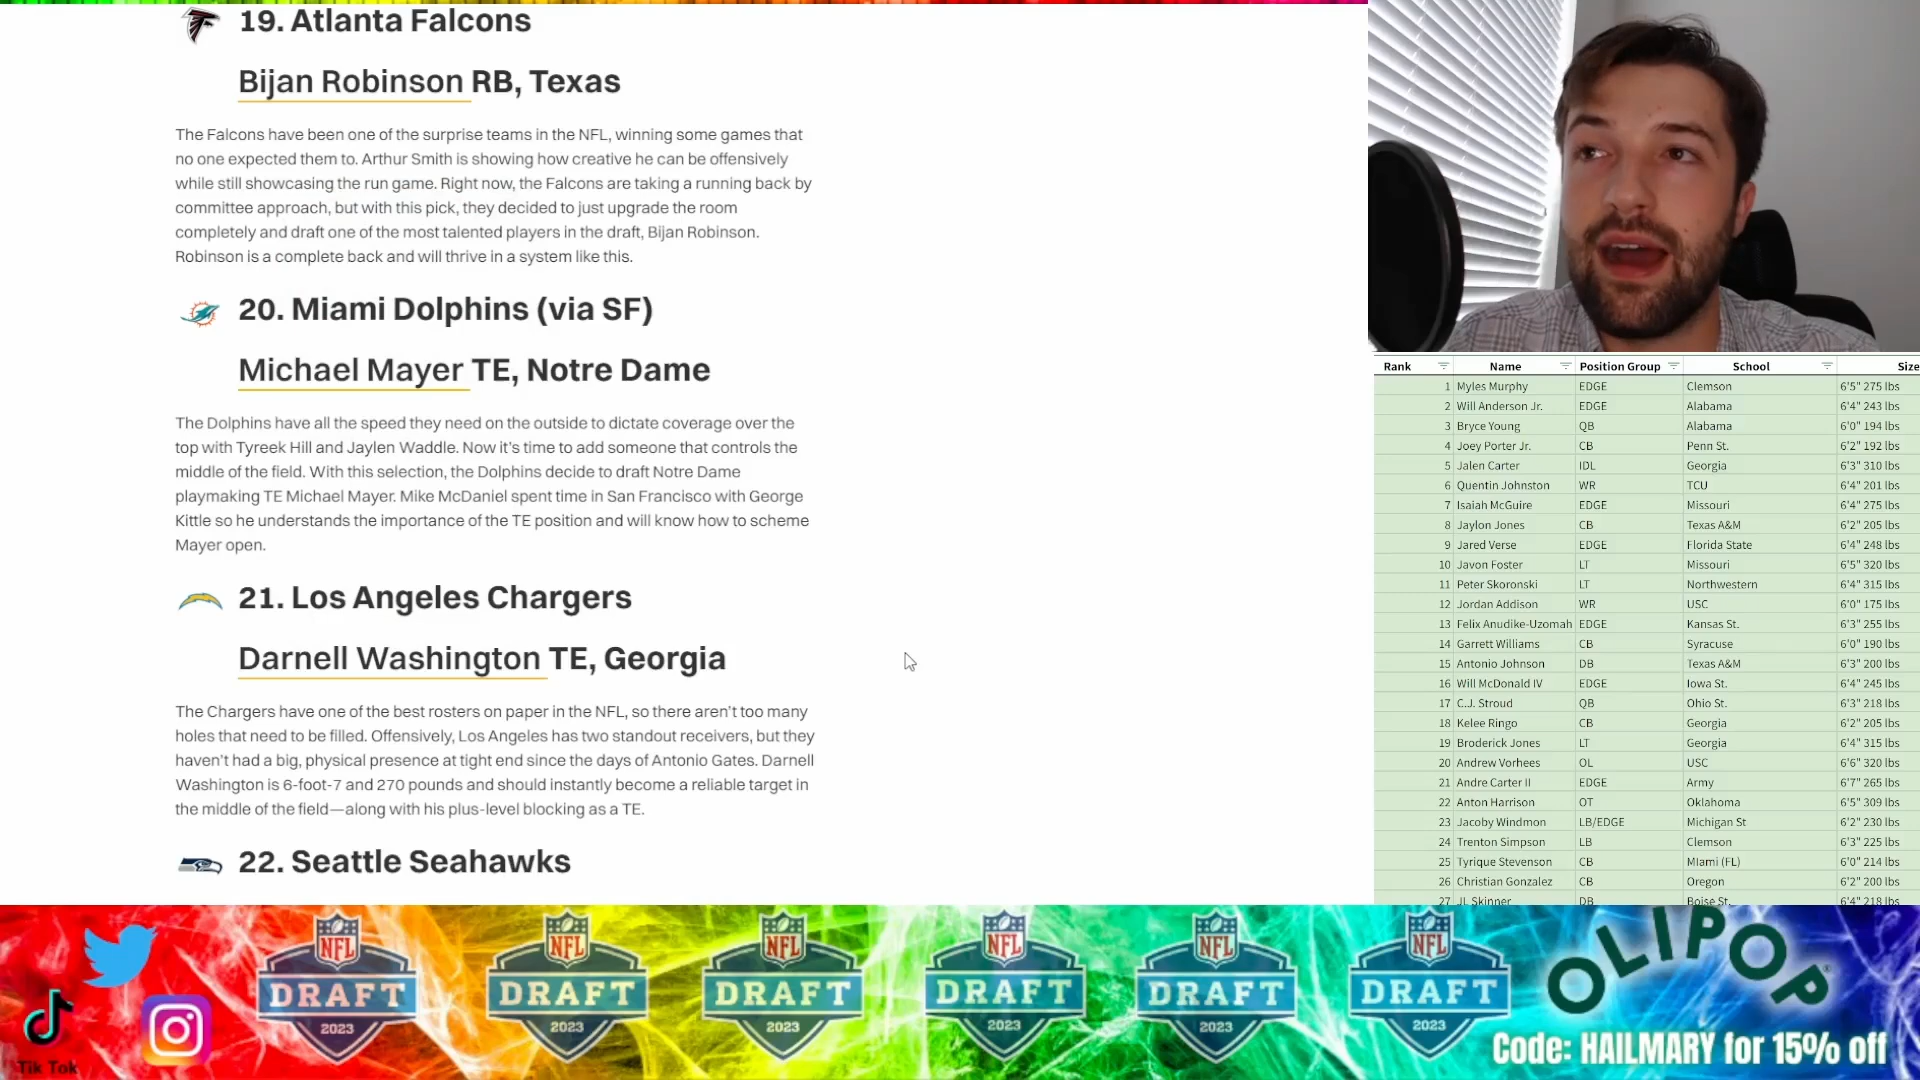 19. Atlanta Falcons
Bijan Robinson RB, Texas
The Falcons have been one of the surprise teams in the NFL, winning some games that
no one expected them to. Arthur Smith is showing how creative he can be offensively
while still showcasing the run game. Right now, the Falcons are taking a running back by
committee approach, but with this pick, they decided to just upgrade the room
completely and draft one of the most talented players in the draft, Bijan Robinson.
Robinson is a complete back and will thrive in a system like this.
20. Miami Dolphins (via SF)
Michael Mayer TE, Notre Dame
The Dolphins have all the speed they need on the outside to dictate coverage over the
top with Tyreek Hill and Jaylen Waddle. Now it's time to add someone that controls the
middle of the field. With this selection, the Dolphins decide to draft Notre Dame
playmaking TE Michael Mayer. Mike McDaniel spent time in San Francisco with George
Kittle so he understands the importance of the TE position and will know how to scheme
Mayer open.
21. Los Angeles Chargers
Darnell Washington TE, Georgia
The Chargers have one of the best rosters on paper in the NFL, so there aren't too many
holes that need to be filled. Offensively, Los Angeles has two standout receivers, but they
haven't had a big, physical presence at tight end since the days of Antonio Gates. Darnell
Washington is 6-foot-7 and 270 pounds and should instantly become a reliable target in
the middle of the field—along with his plus-level blocking as a TE.
22. Seattle Seahawks
Rank Name Position Group School Size
1 Myles Murphy EDGE Clemson 6'5" 275 lbs
2 Will Anderson Jr. EDGE Alabama 6'4" 243 lbs
3 Bryce Young QB Alabama 6'0" 194 lbs
4 Joey Porter Jr. CB Penn St. 6'2" 192 lbs
5 Jalen Carter IDL Georgia 6'3" 310 lbs
6 Quentin Johnston WR TCU 6'4" 201 lbs
7 Isaiah McGuire EDGE Missouri 6'4" 275 lbs
8 Jaylon Jones CB Texas A&M 6'2" 205 lbs
9 Jared Verse EDGE Florida State 6'4" 248 lbs
10 Javon Foster LT Missouri 6'5" 320 lbs
11 Peter Skoronski LT Northwestern 6'4" 315 lbs
12 Jordan Addison WR USC 6'0" 175 lbs
13 Felix Anudike-Uzomah EDGE Kansas St. 6'3" 255 lbs
14 Garrett Williams CB Syracuse 6'0" 190 lbs
15 Antonio Johnson DB Texas A&M 6'3" 200 lbs
16 Will McDonald IV EDGE Iowa St. 6'4" 245 lbs
17 C.J. Stroud QB Ohio St. 6'3" 218 lbs
18 Kelee Ringo CB Georgia 6'2" 205 lbs
19 Broderick Jones LT Georgia 6'4" 315 lbs
20 Andrew Vorhees OL USC 6'6" 320 lbs
21 Andre Carter II EDGE Army 6'7" 265 lbs
22 Anton Harrison OT Oklahoma 6'5" 309 lbs
23 Jacoby Windmon LB/EDGE Michigan St 6'2" 230 lbs
24 Trenton Simpson LB Clemson 6'3" 225 lbs
25 Tyrique Stevenson CB MIami (FL) 6'0" 214 lbs
26 Christian Gonzalez CB Oregon 6'2" 200 lbs
27 JL Skinner DB Boise St. 6'4" 218 lbs
Tik Tok
NFL DRAFT 2023
NFL DRAFT 2023
NFL DRAFT 2023
NFL DRAFT 2023
NFL DRAFT 2023
NFL DRAFT 2023
OLIPOP
Code: HAILMARY for 15% off